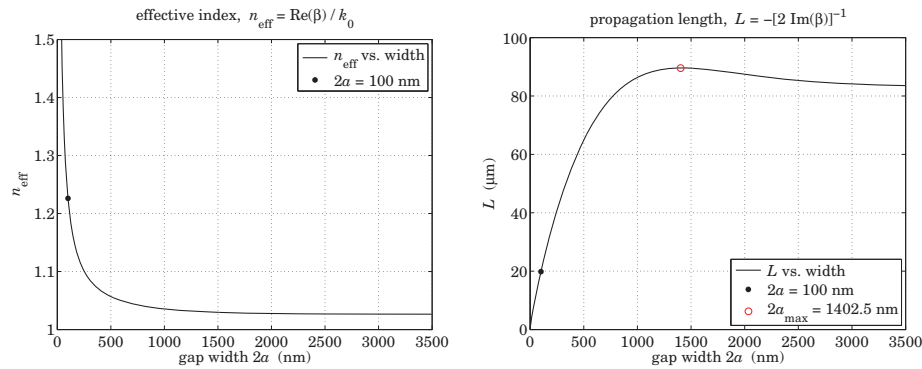 effective index, n_eff = Re(β) / k_0
1.5
1.4
1.3
1.2
1.1
1
n_eff
n_eff vs. width
2a = 100 nm
0 500 1000 1500 2000 2500 3000 3500
gap width 2a (nm)
propagation length, L = −[2 Im(β)]^−1
100
80
60
40
20
0
L (μm)
L vs. width
2a = 100 nm
2a_max = 1402.5 nm
0 500 1000 1500 2000 2500 3000 3500
gap width 2a (nm)